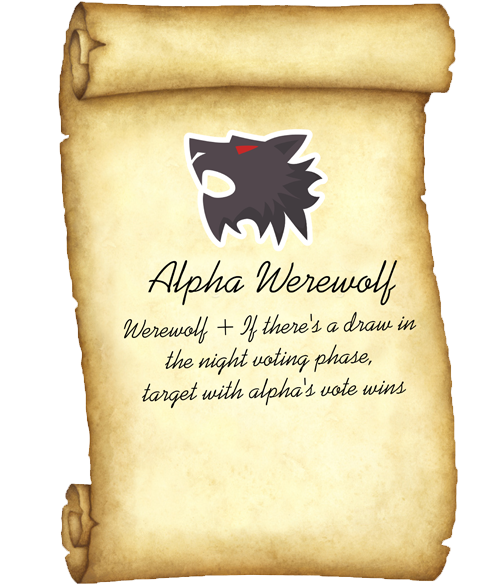 Alpha Werewolf
Werewolf + If there's a draw in
the night voting phase,
target with alpha's vote wins